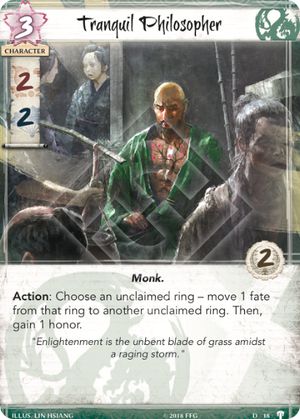 Tranquil Philosopher
3
CHARACTER
2
2
2
Monk.
Action: Choose an unclaimed ring – move 1 fate
from that ring to another unclaimed ring. Then,
gain 1 honor.
"Enlightenment is the unbent blade of grass amidst
a raging storm."
ILLUS. LIN HSIANG
©2018 FFG
D